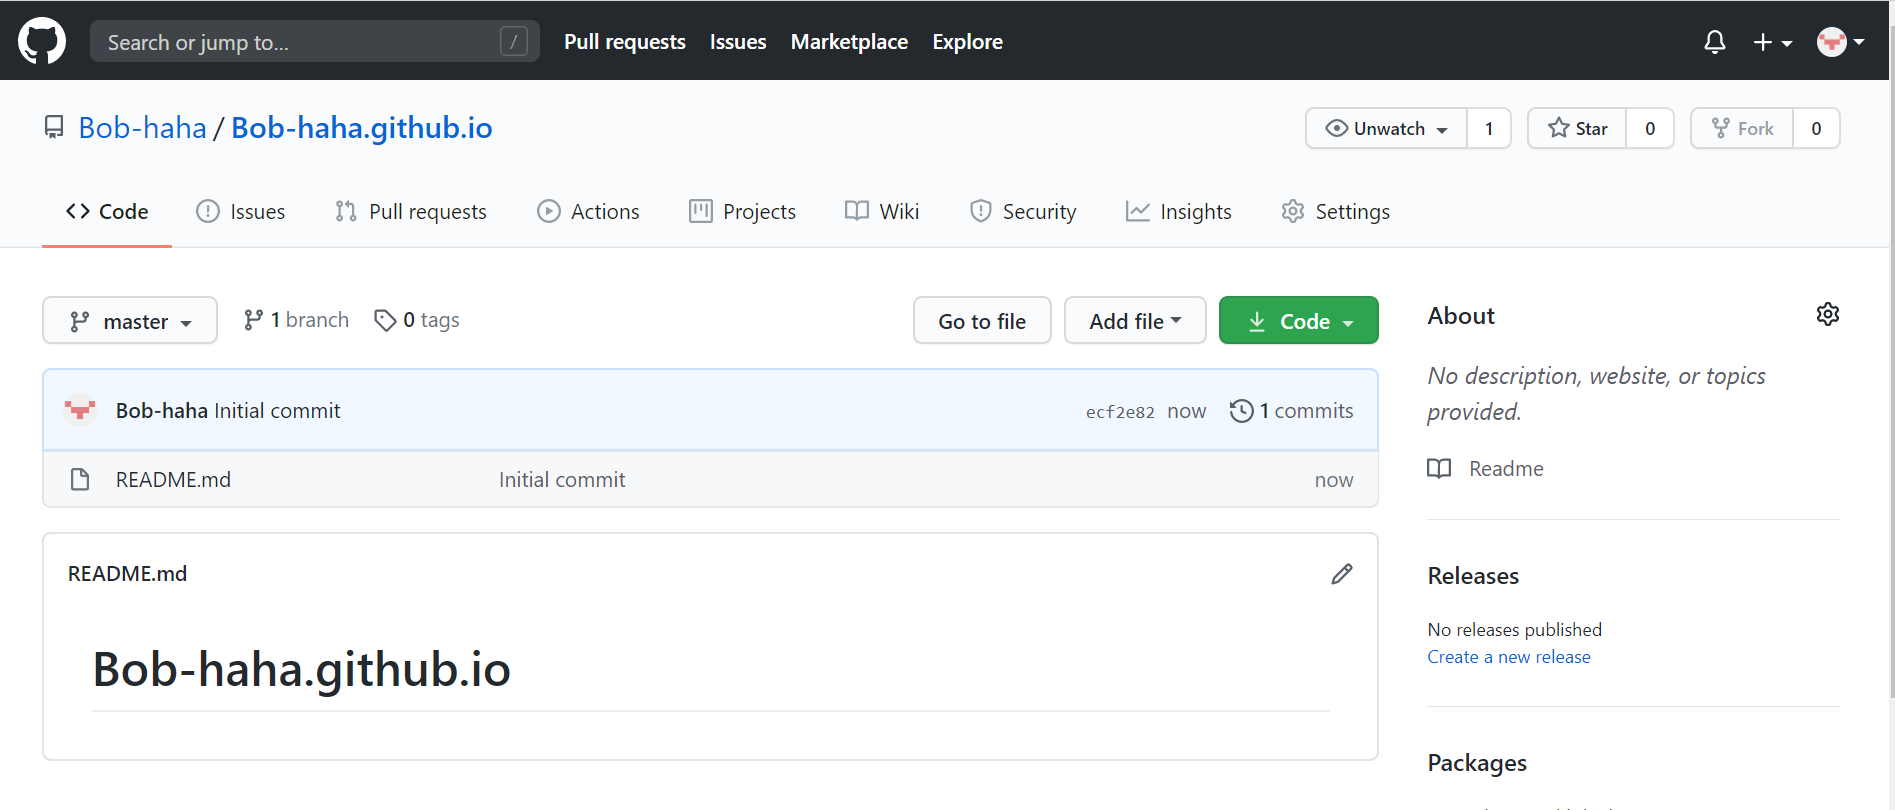 Search or jump to... /
Pull requests Issues Marketplace Explore
Bob-haha / Bob-haha.github.io
Unwatch 1 Star 0 Fork 0
Code Issues Pull requests Actions Projects Wiki Security Insights Settings
master 1 branch 0 tags
Go to file Add file Code
Bob-haha Initial commit ecf2e82 now 1 commits
README.md Initial commit now
README.md
Bob-haha.github.io
About
No description, website, or topics
provided.
Readme
Releases
No releases published
Create a new release
Packages